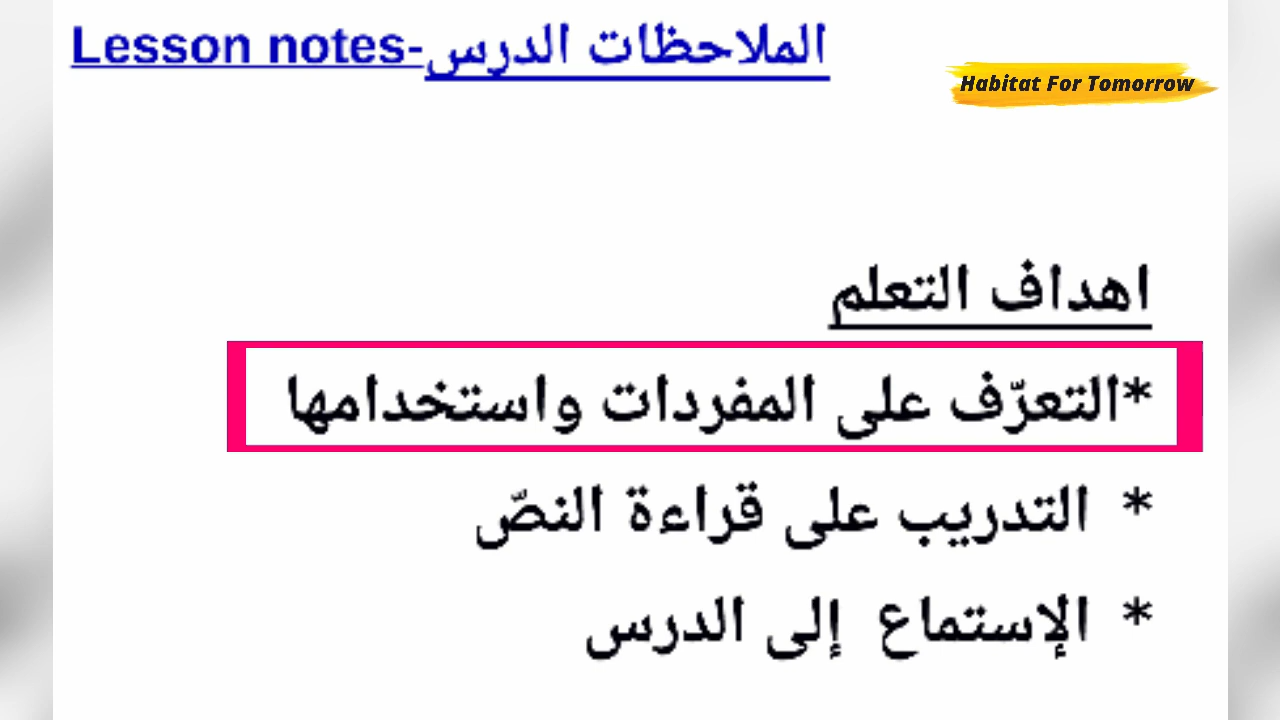 Lesson notes-الملاحظات الدرس
Habitat For Tomorrow
اهداف التعلم
*التعرّف على المفردات واستخدامها
* التدريب على قراءة النصّ
* الإستماع إلى الدرس